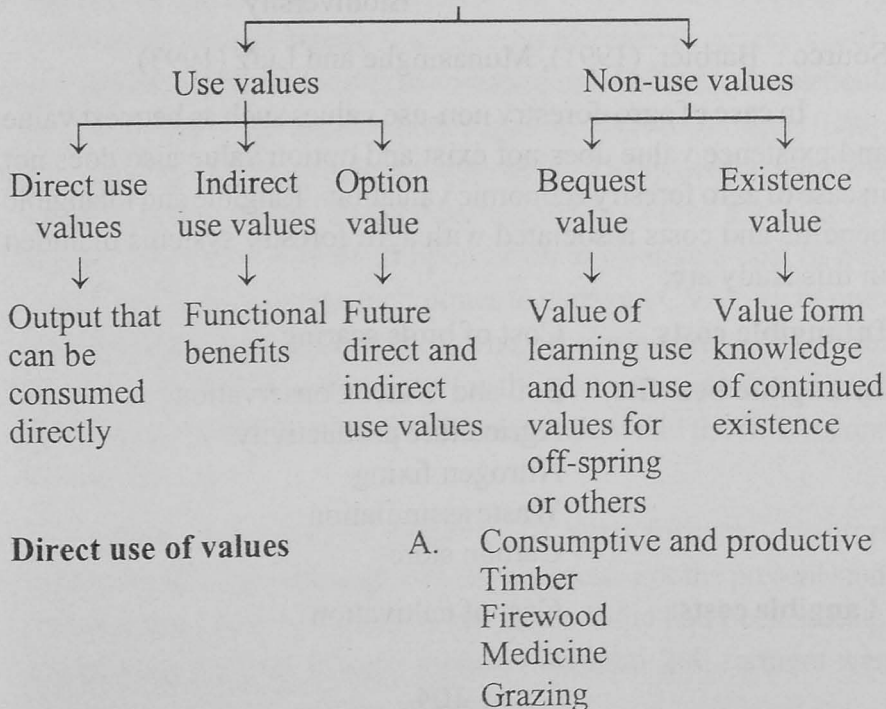 Use values Non-use values
Direct use Indirect Option Bequest Existence
values use values value value value
Output that Functional Future Value of Value form
can be benefits direct and learning use knowledge
consumed indirect and non-use of continued
directly use values values for existence
off-spring
or others
Direct use of values A. Consumptive and productive
Timber
Firewood
Medicine
Grazing